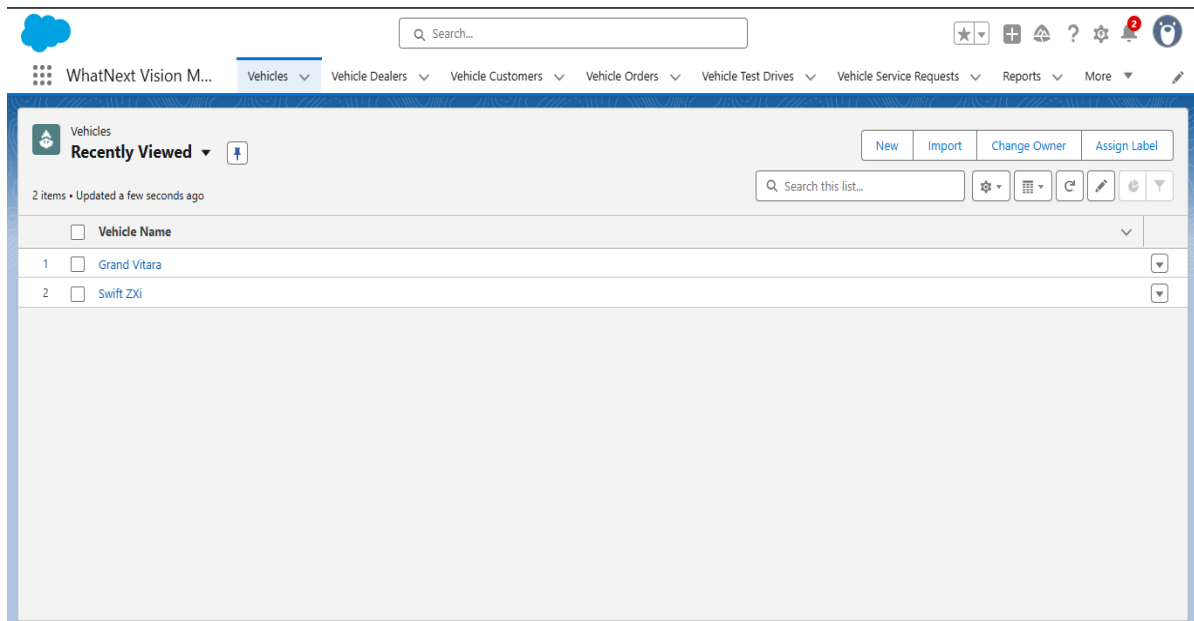 Search...
2
WhatNext Vision M... Vehicles Vehicle Dealers Vehicle Customers Vehicle Orders Vehicle Test Drives Vehicle Service Requests Reports More
Vehicles
Recently Viewed
New Import Change Owner Assign Label
2 items • Updated a few seconds ago
Search this list...
Vehicle Name
1 Grand Vitara
2 Swift ZXi